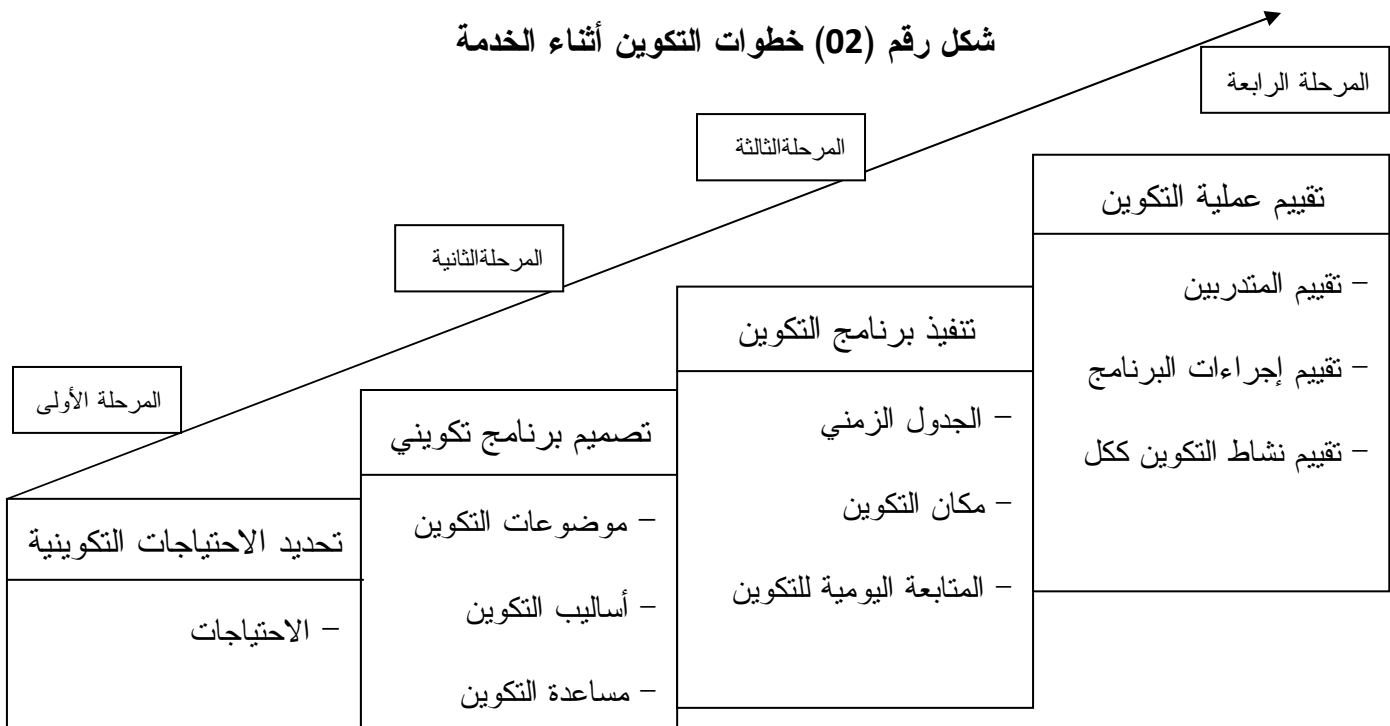 شكل رقم (02) خطوات التكوين أثناء الخدمة
المرحلة الأولى
تحديد الاحتياجات التكوينية
– الاحتياجات
المرحلةالثانية
تصميم برنامج تكويني
– موضوعات التكوين
– أساليب التكوين
– مساعدة التكوين
المرحلةالثالثة
تنفيذ برنامج التكوين
– الجدول الزمني
– مكان التكوين
– المتابعة اليومية للتكوين
المرحلة الرابعة
تقييم عملية التكوين
– تقييم المتدربين
– تقييم إجراءات البرنامج
– تقييم نشاط التكوين ككل